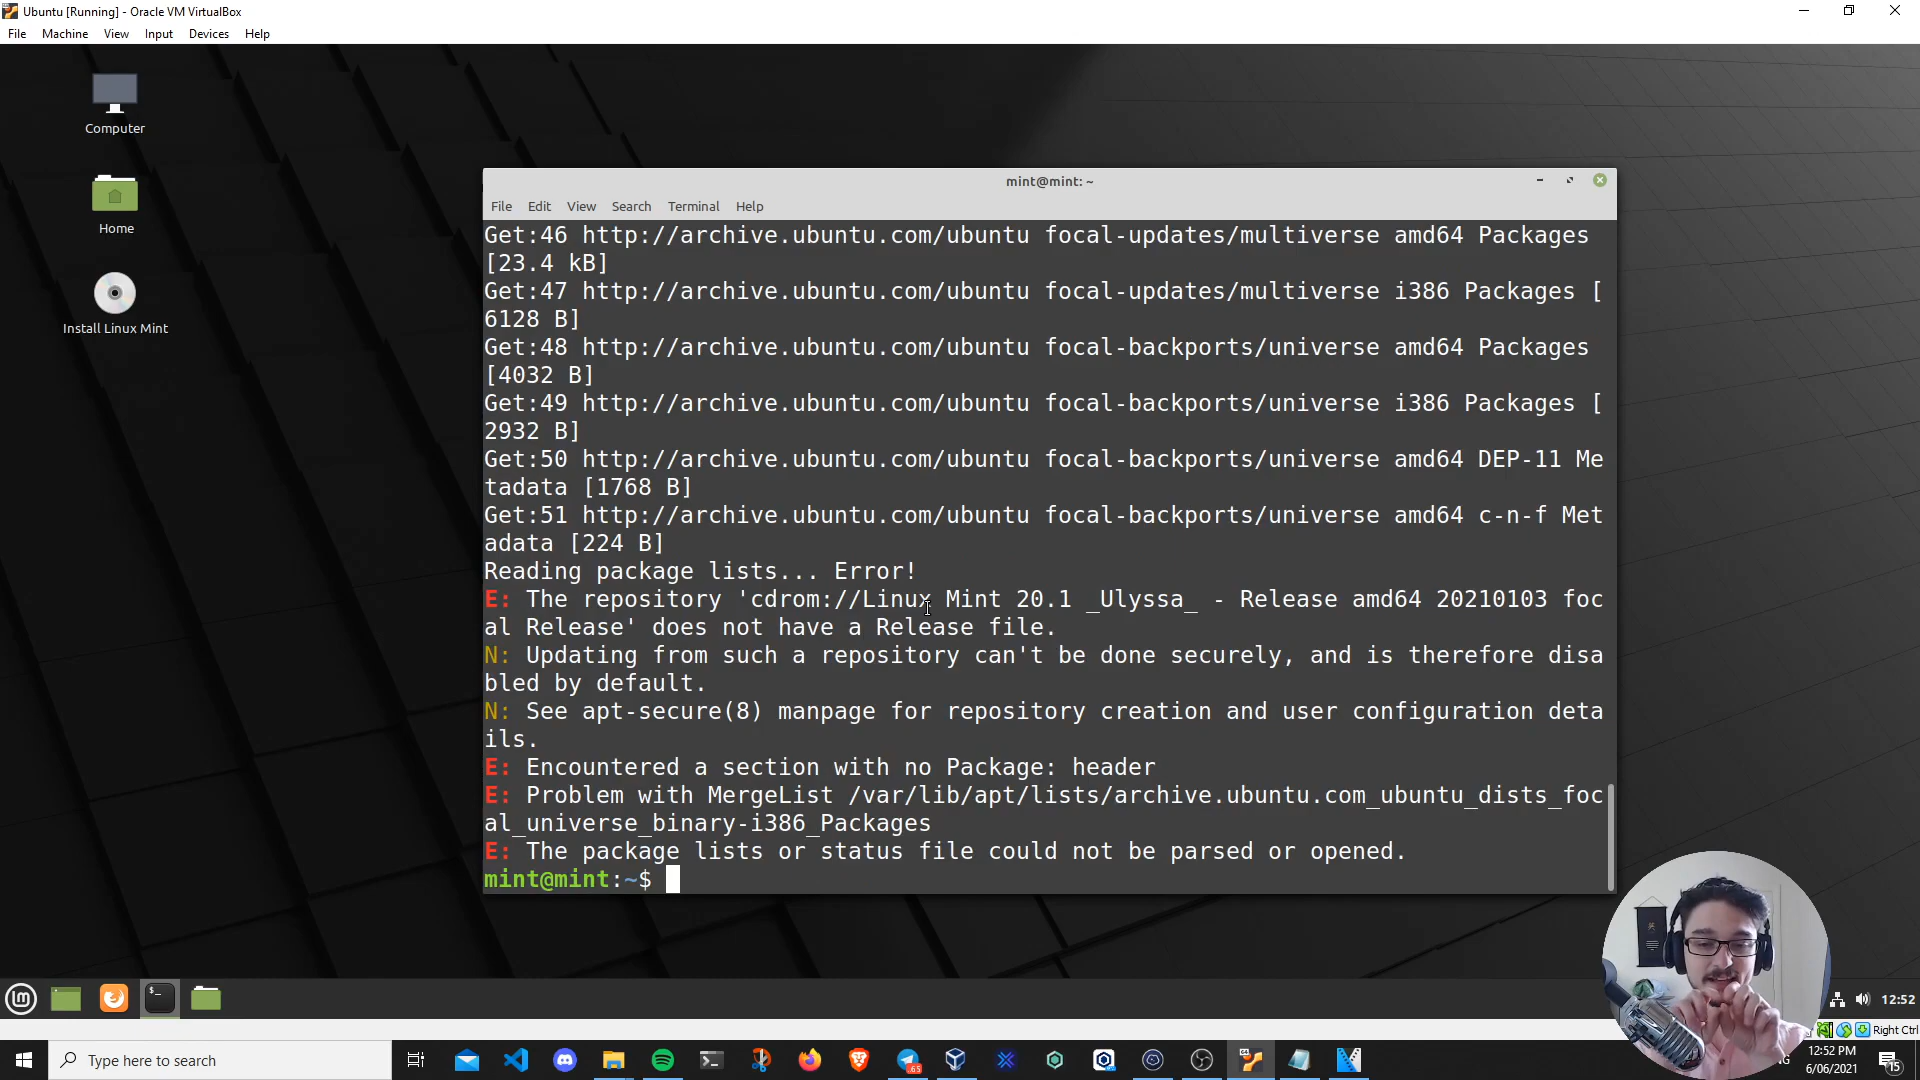 Ubuntu [Running] - Oracle VM VirtualBox
File Machine View Input Devices Help
Computer
Home
Install Linux Mint
mint@mint: ~
File Edit View Search Terminal Help
Get:46 http://archive.ubuntu.com/ubuntu focal-updates/multiverse amd64 Packages
[23.4 kB]
Get:47 http://archive.ubuntu.com/ubuntu focal-updates/multiverse i386 Packages [
6128 B]
Get:48 http://archive.ubuntu.com/ubuntu focal-backports/universe amd64 Packages
[4032 B]
Get:49 http://archive.ubuntu.com/ubuntu focal-backports/universe i386 Packages [
2932 B]
Get:50 http://archive.ubuntu.com/ubuntu focal-backports/universe amd64 DEP-11 Me
tadata [1768 B]
Get:51 http://archive.ubuntu.com/ubuntu focal-backports/universe amd64 c-n-f Met
adata [224 B]
Reading package lists... Error!
E: The repository 'cdrom://Linux Mint 20.1 _Ulyssa_ - Release amd64 20210103 foc
al Release' does not have a Release file.
N: Updating from such a repository can't be done securely, and is therefore disa
bled by default.
N: See apt-secure(8) manpage for repository creation and user configuration deta
ils.
E: Encountered a section with no Package: header
E: Problem with MergeList /var/lib/apt/lists/archive.ubuntu.com_ubuntu_dists_foc
al_universe_binary-i386_Packages
E: The package lists or status file could not be parsed or opened.
mint@mint:~$
12:52
Right Ctrl
Type here to search
65
12:52 PM
6/06/2021
15